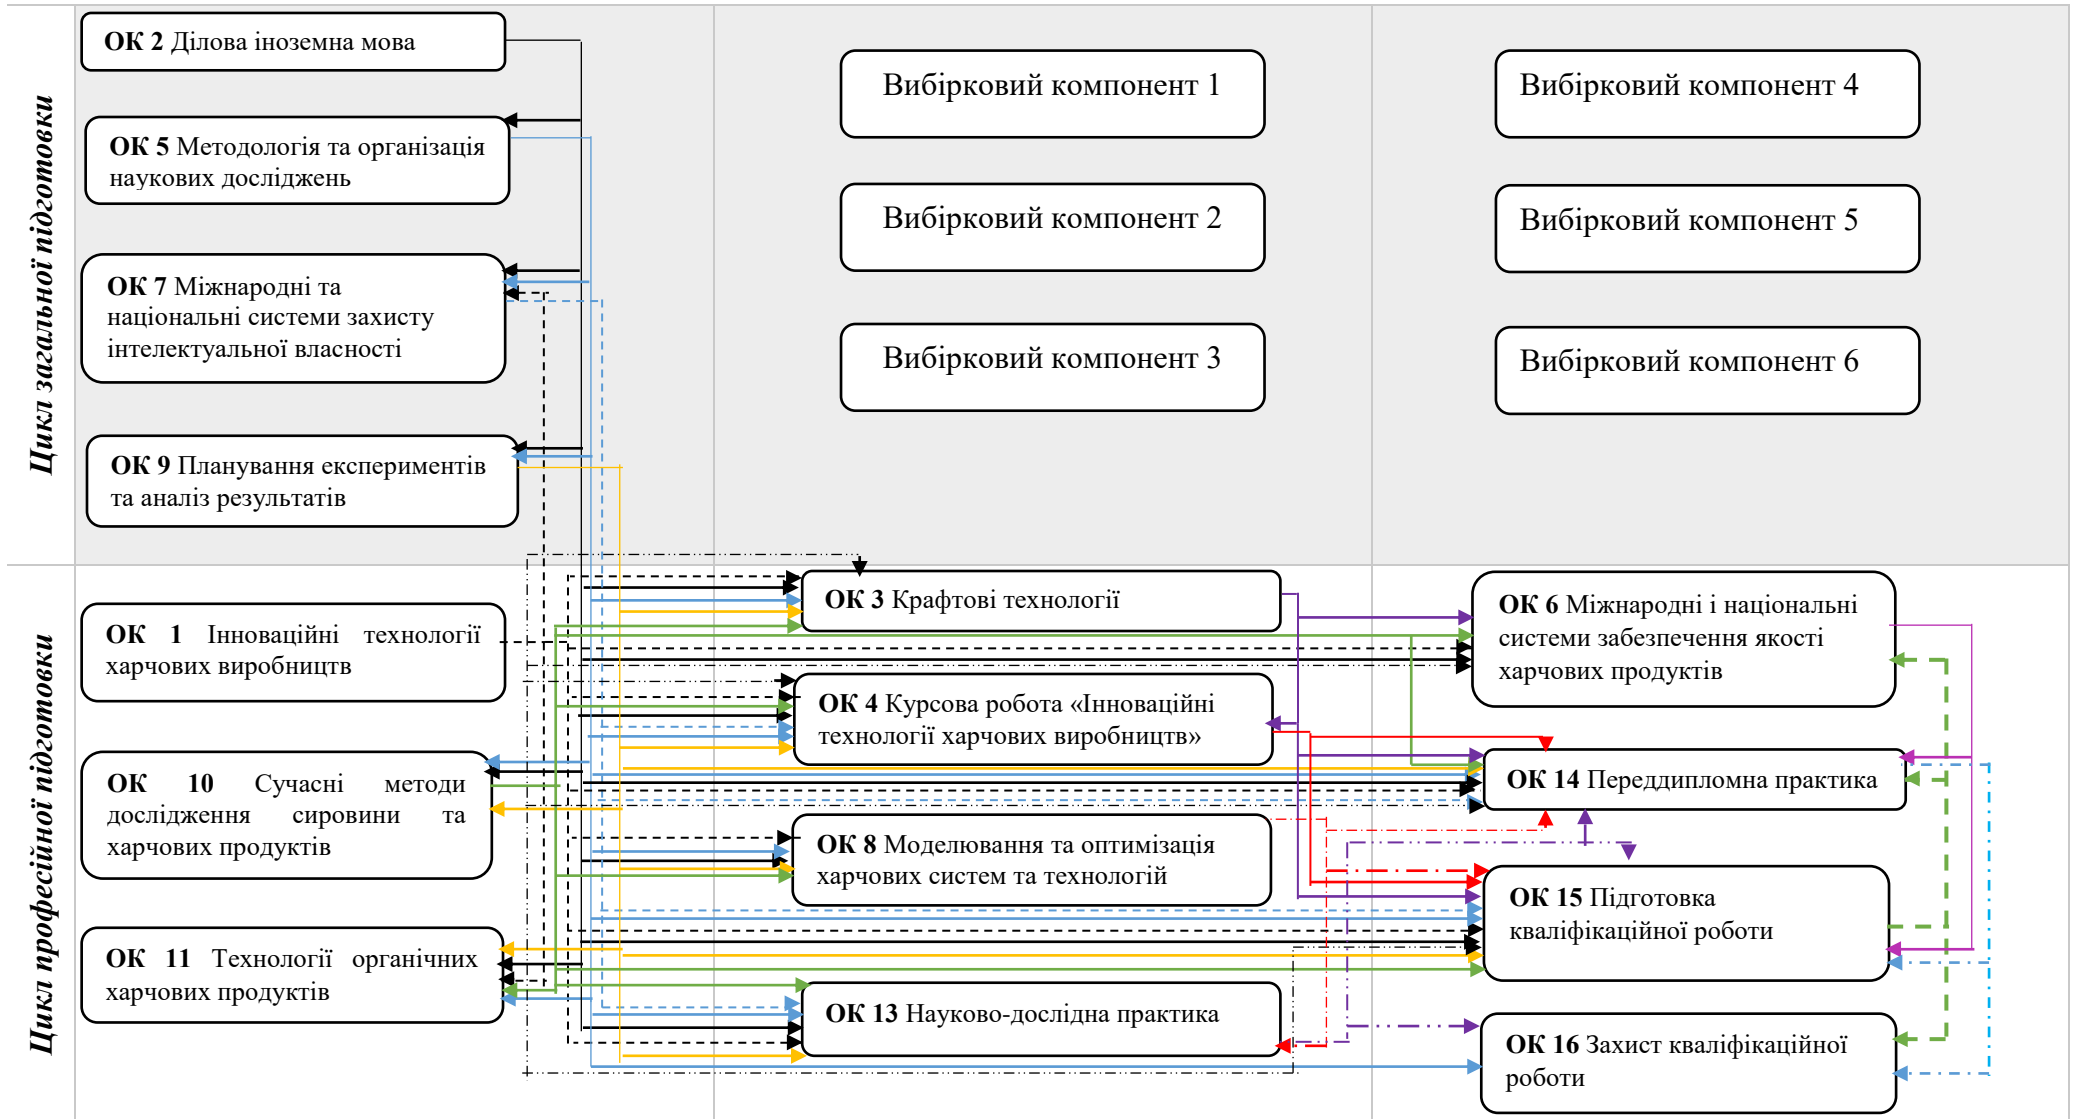 Цикл загальної підготовки
ОК 2 Ділова іноземна мова
ОК 5 Методологія та організація
наукових досліджень
ОК 7 Міжнародні та
національні системи захисту
інтелектуальної власності
ОК 9 Планування експериментів
та аналіз результатів
Вибірковий компонент 1
Вибірковий компонент 2
Вибірковий компонент 3
Вибірковий компонент 4
Вибірковий компонент 5
Вибірковий компонент 6
Цикл професійної підготовки
ОК 1 Інноваційні технології
харчових виробництв
ОК 10 Сучасні методи
дослідження сировини та
харчових продуктів
ОК 11 Технології органічних
харчових продуктів
ОК 3 Крафтові технології
ОК 4 Курсова робота «Інноваційні
технології харчових виробництв»
ОК 8 Моделювання та оптимізація
харчових систем та технологій
ОК 13 Науково-дослідна практика
ОК 6 Міжнародні і національні
системи забезпечення якості
харчових продуктів
ОК 14 Переддипломна практика
ОК 15 Підготовка
кваліфікаційної роботи
ОК 16 Захист кваліфікаційної
роботи